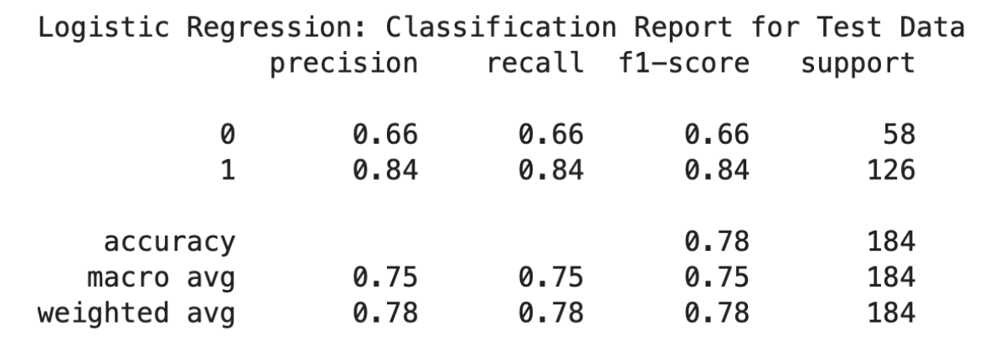 Logistic Regression: Classification Report for Test Data
precision recall f1-score support
0 0.66 0.66 0.66 58
1 0.84 0.84 0.84 126
accuracy 0.78 184
macro avg 0.75 0.75 0.75 184
weighted avg 0.78 0.78 0.78 184